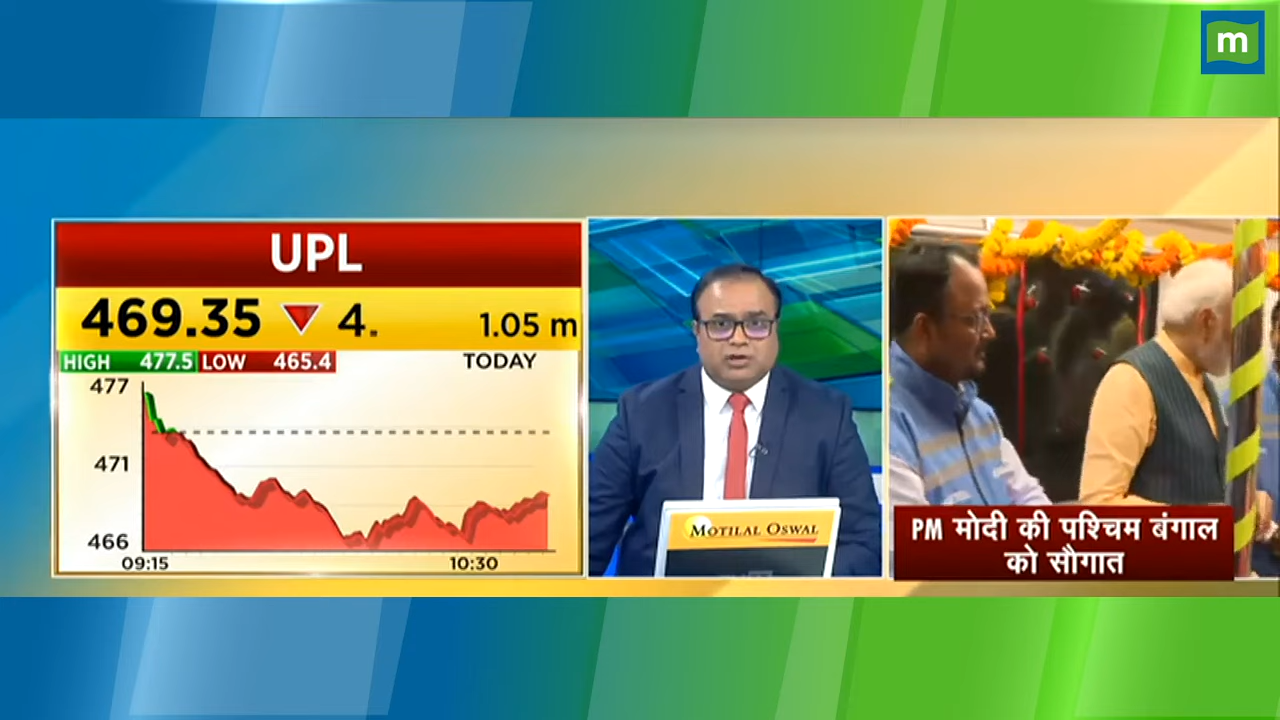 m
UPL
469.35 4. 1.05 m
HIGH 477.5 LOW 465.4 TODAY
477
471
466
09:15 10:30
MOTILAL OSWAL
PM मोदी की पश्चिम बंगाल
को सौगात